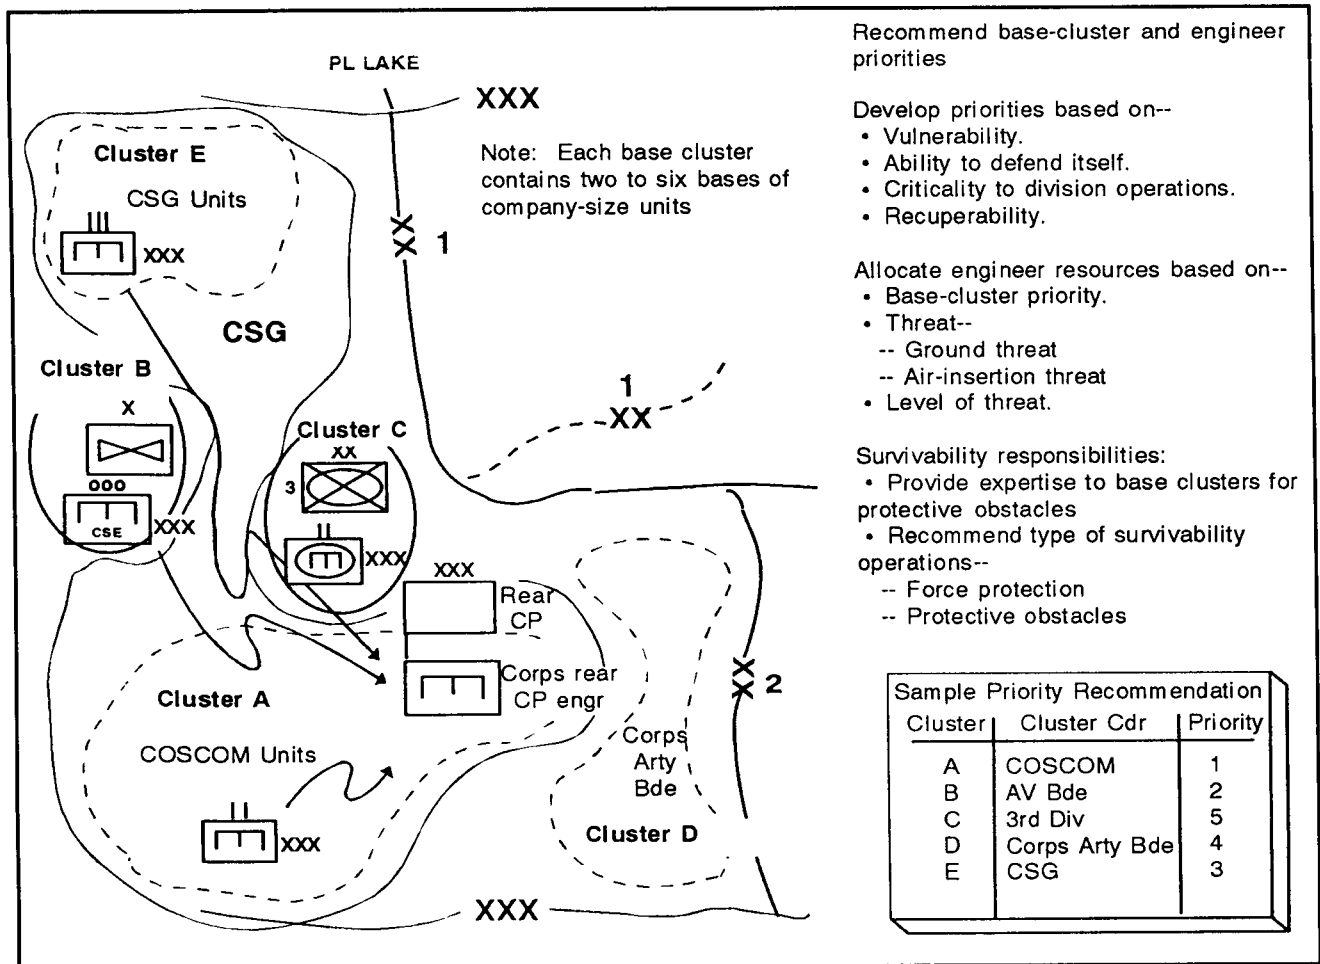 PL LAKE
XXX
Note: Each base cluster
contains two to six bases of
company-size units
Cluster E
CSG Units
III
XXX
XX
1
CSG
Cluster B
X
ooo
CSE
XXX
Cluster C
XX
3
II
XXX
1
XX
XXX
Rear
CP
Corps rear
CP engr
Cluster A
COSCOM Units
II
XXX
Corps
Arty
Bde
Cluster D
XX
2
XXX
Recommend base-cluster and engineer
priorities
Develop priorities based on--
• Vulnerability.
• Ability to defend itself.
• Criticality to division operations.
• Recuperability.
Allocate engineer resources based on--
• Base-cluster priority.
• Threat--
-- Ground threat
-- Air-insertion threat
• Level of threat.
Survivability responsibilities:
• Provide expertise to base clusters for
protective obstacles
• Recommend type of survivability
operations--
-- Force protection
-- Protective obstacles
Sample Priority Recommendation
Cluster Cluster Cdr Priority
A COSCOM 1
B AV Bde 2
C 3rd Div 5
D Corps Arty Bde 4
E CSG 3